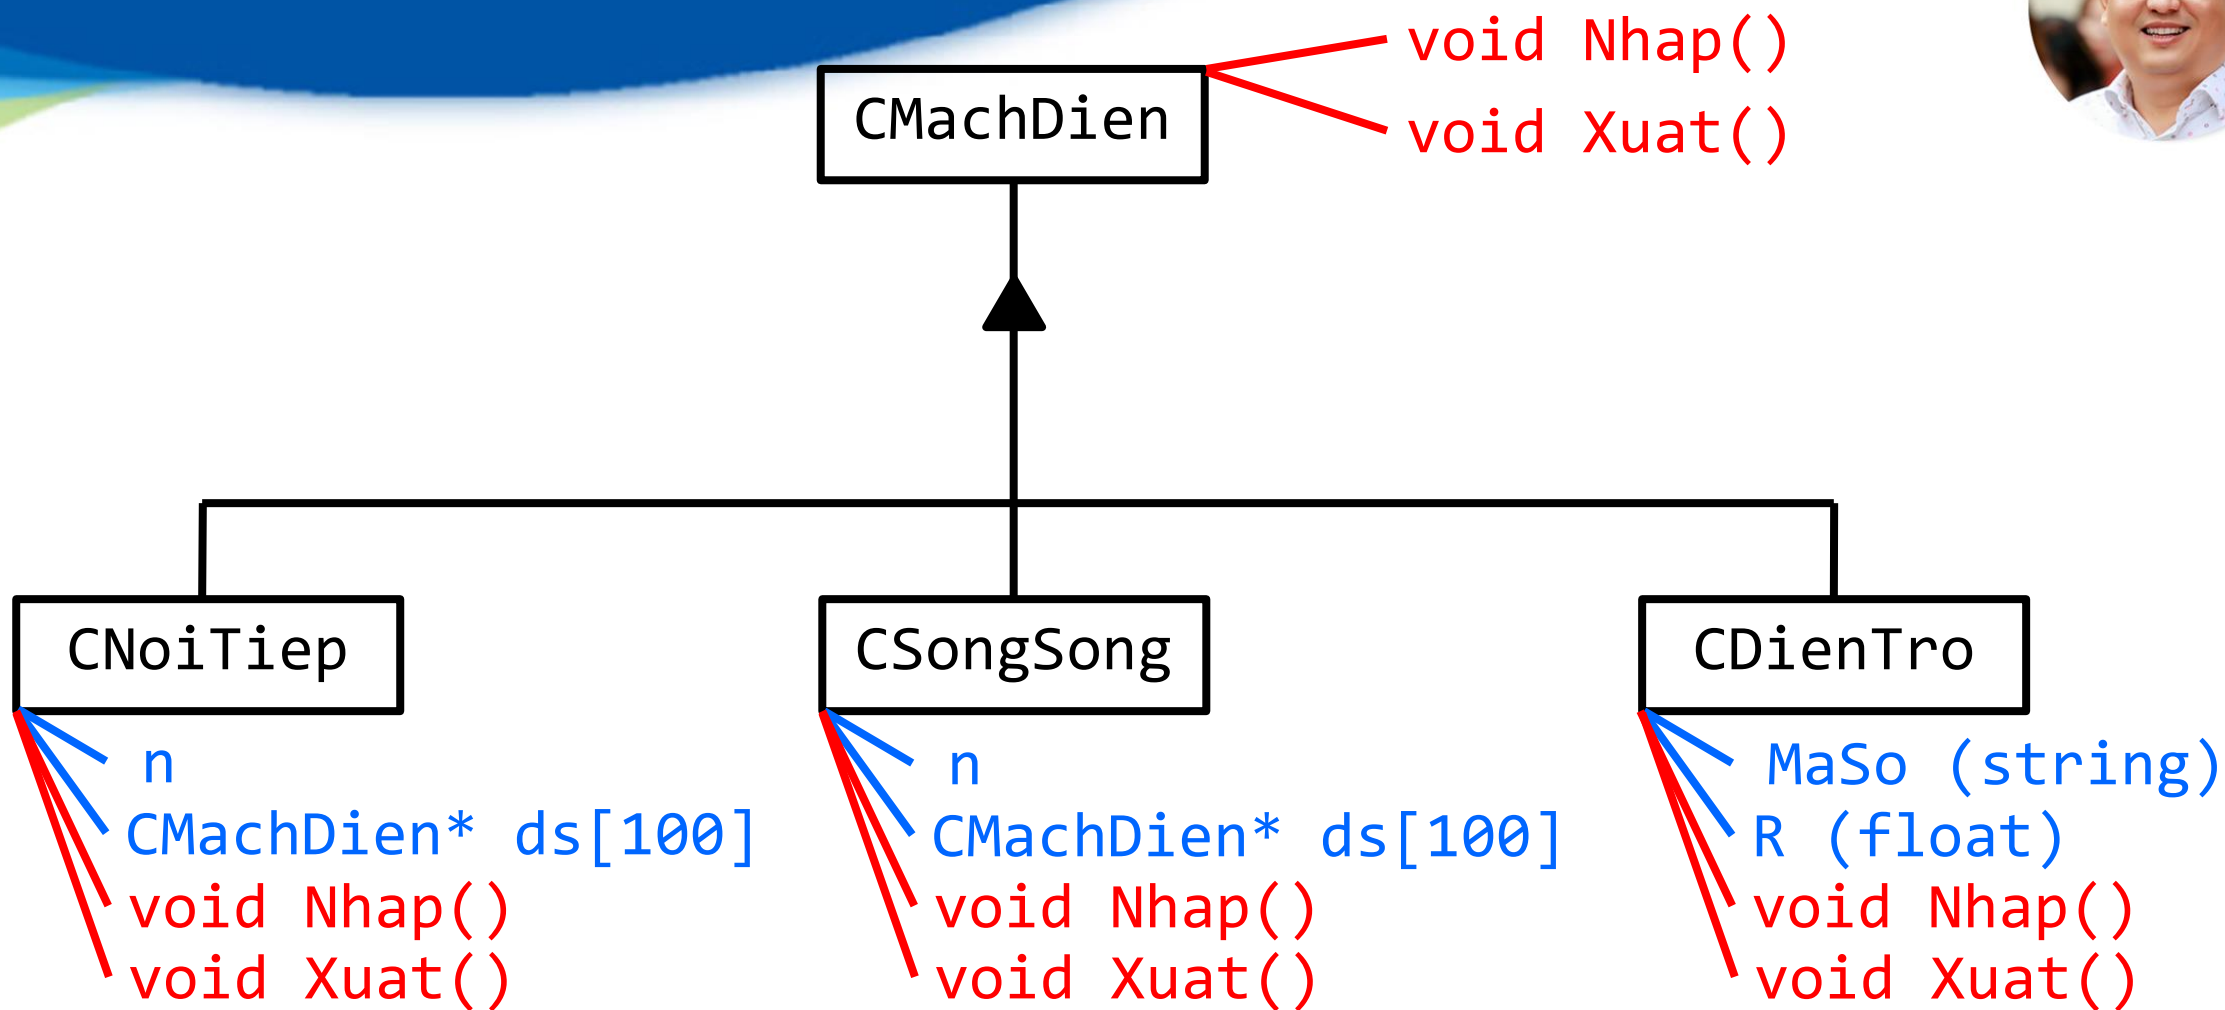 void Nhap()
CMachDien
void Xuat()
CNoiTiep
n
CMachDien* ds[100]
void Nhap()
void Xuat()
CSongSong
n
CMachDien* ds[100]
void Nhap()
void Xuat()
CDienTro
MaSo (string)
R (float)
void Nhap()
void Xuat()